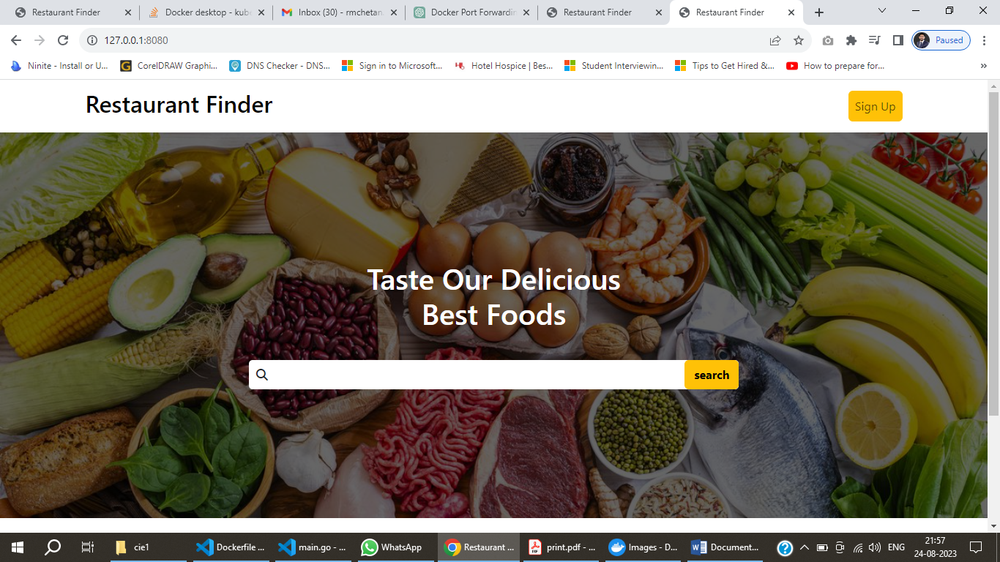 Restaurant Finder
Docker desktop - kube
Inbox (30) - rmchetan.
Docker Port Forwardin
Restaurant Finder
Restaurant Finder
127.0.0.1:8080
Paused
Ninite - Install or U...
CorelDRAW Graphi...
DNS Checker - DNS...
Sign in to Microsoft...
Hotel Hospice | Bes...
Student Interviewin...
Tips to Get Hired &...
How to prepare for...
Restaurant Finder
Sign Up
Taste Our Delicious
Best Foods
search
cie1
Dockerfile ...
main.go - ...
WhatsApp
Restaurant ...
print.pdf - ...
Images - D...
Document...
ENG
21:57
24-08-2023